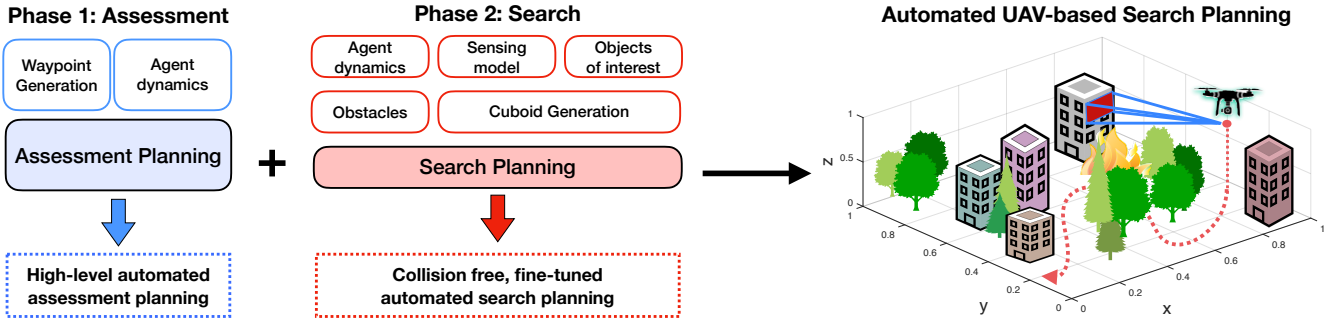 Phase 1: Assessment
Waypoint
Generation
Agent
dynamics
Assessment Planning
High-level automated
assessment planning
+
Phase 2: Search
Agent
dynamics
Sensing
model
Objects
of interest
Obstacles
Cuboid Generation
Search Planning
Collision free, fine-tuned
automated search planning
Automated UAV-based Search Planning
1
0.5
0
z
1
0.8
0.6
0.4
0.2
0
y
0
0.2
0.4
0.6
0.8
1
x